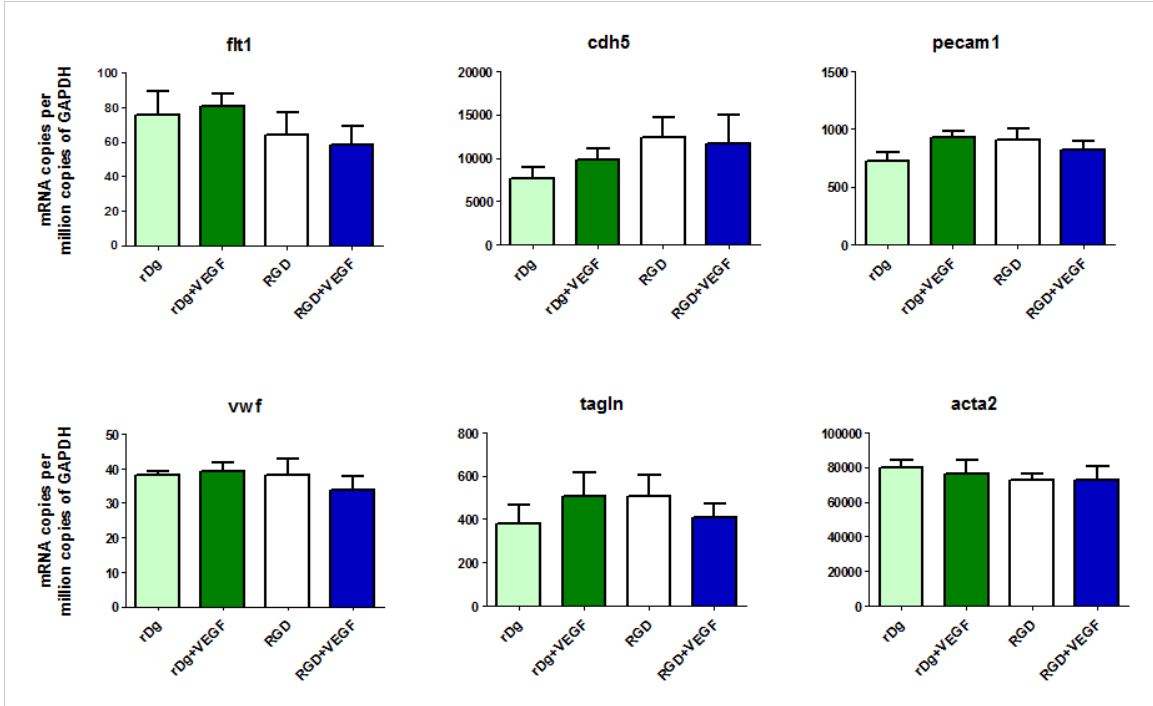 flt1
mRNA copies per
million copies of GAPDH
100
80
60
40
20
0
rDg
rDg+VEGF
RGD
RGD+VEGF
cdh5
20000
15000
10000
5000
0
rDg
rDg+VEGF
RGD
RGD+VEGF
pecam1
1500
1000
500
0
rDg
rDg+VEGF
RGD
RGD+VEGF
vwf
mRNA copies per
million copies of GAPDH
50
40
30
20
10
0
rDg
rDg+VEGF
RGD
RGD+VEGF
tagln
800
600
400
200
0
rDg
rDg+VEGF
RGD
RGD+VEGF
acta2
100000
80000
60000
40000
20000
0
rDg
rDg+VEGF
RGD
RGD+VEGF